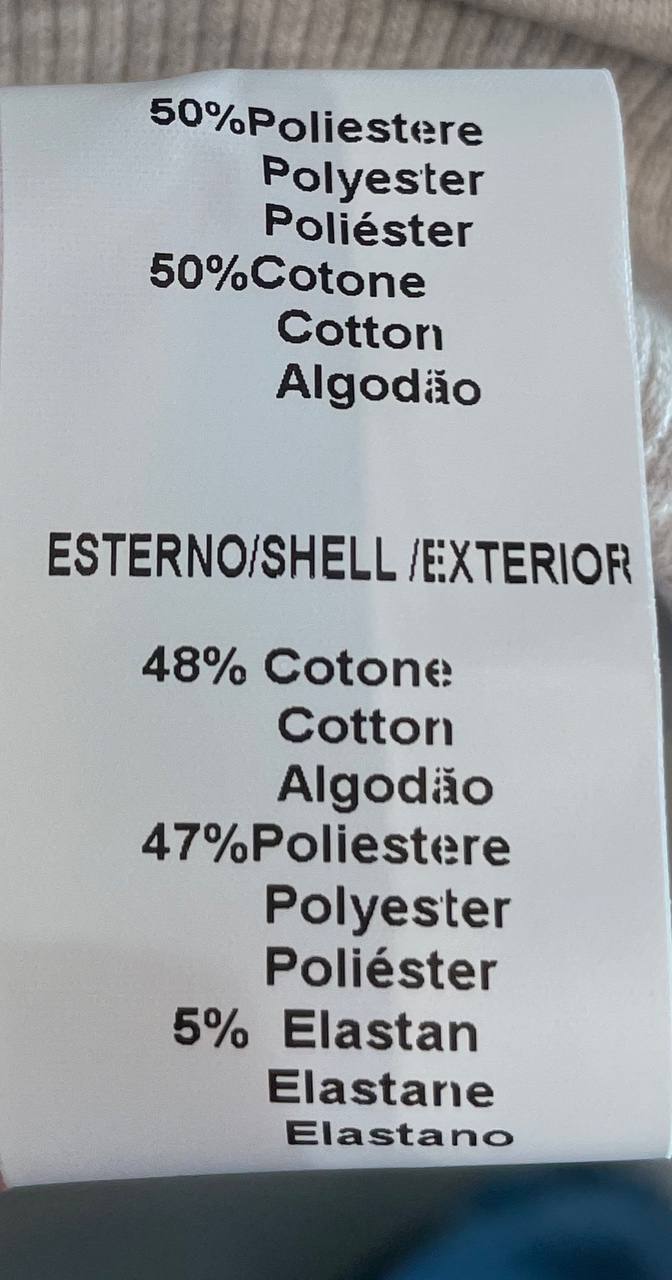 50%Poliestere
Polyester
Poliéster
50%Cotone
Cotton
Algodão
ESTERNO/SHELL /EXTERIOR
48% Cotone
Cotton
Algodão
47%Poliestere
Polyester
Poliéster
5% Elastan
Elastane
Elastano